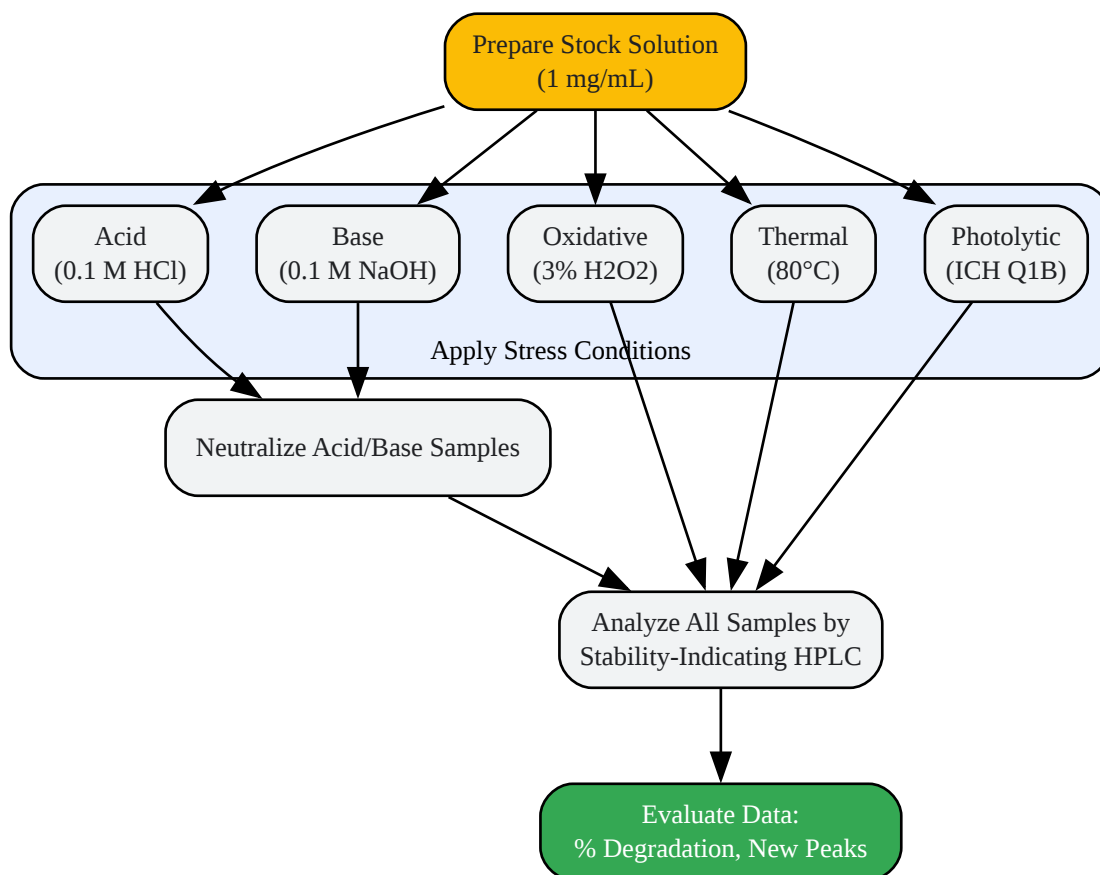 Prepare Stock Solution
(1 mg/mL)
Acid
(0.1 M HCl)
Base
(0.1 M NaOH)
Oxidative
(3% H2O2)
Thermal
(80°C)
Photolytic
(ICH Q1B)
Apply Stress Conditions
Neutralize Acid/Base Samples
Analyze All Samples by
Stability-Indicating HPLC
Evaluate Data:
% Degradation, New Peaks